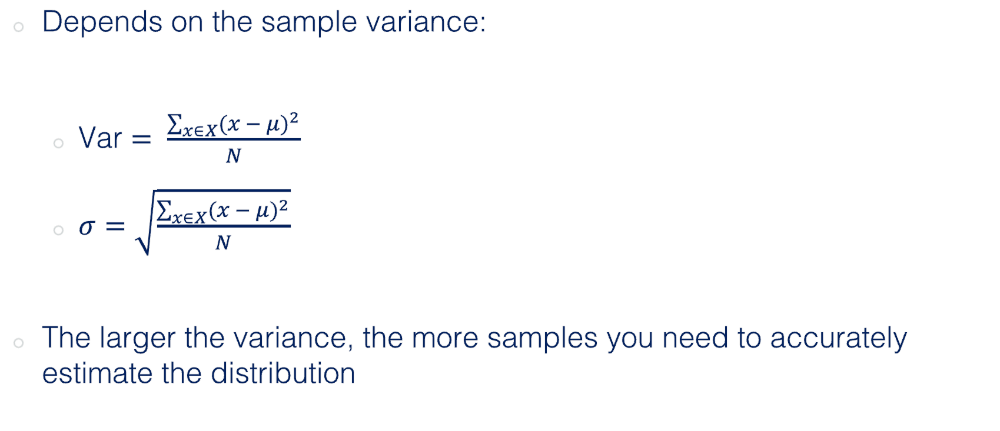 Depends on the sample variance:
Var = \frac{\sum_{x \in X}(x - \mu)^2}{N}
σ = \sqrt{\frac{\sum_{x \in X}(x - \mu)^2}{N}}
The larger the variance, the more samples you need to accurately
estimate the distribution